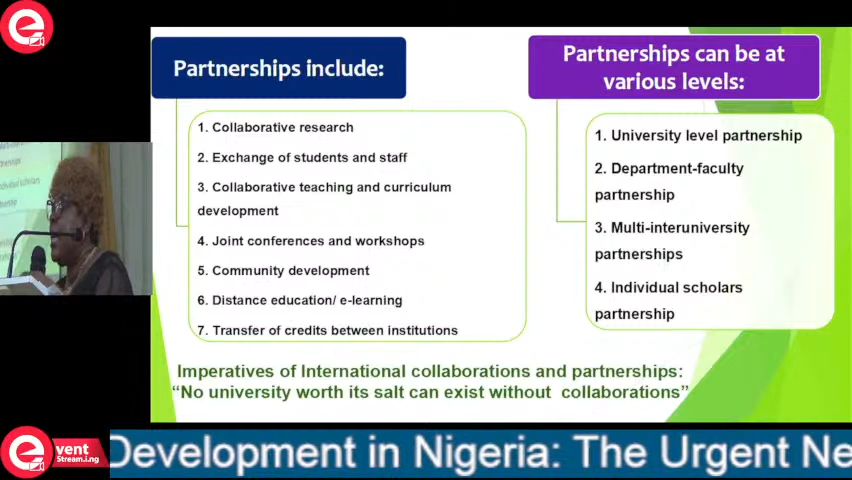 Partnerships include:
1. Collaborative research
2. Exchange of students and staff
3. Collaborative teaching and curriculum
development
4. Joint conferences and workshops
5. Community development
6. Distance education/ e-learning
7. Transfer of credits between institutions
Partnerships can be at
various levels:
1. University level partnership
2. Department-faculty
partnership
3. Multi-interuniversity
partnerships
4. Individual scholars
partnership
Imperatives of International collaborations and partnerships:
“No university worth its salt can exist without collaborations”
e
event
Stream.i.ng
Development in Nigeria: The Urgent Ne